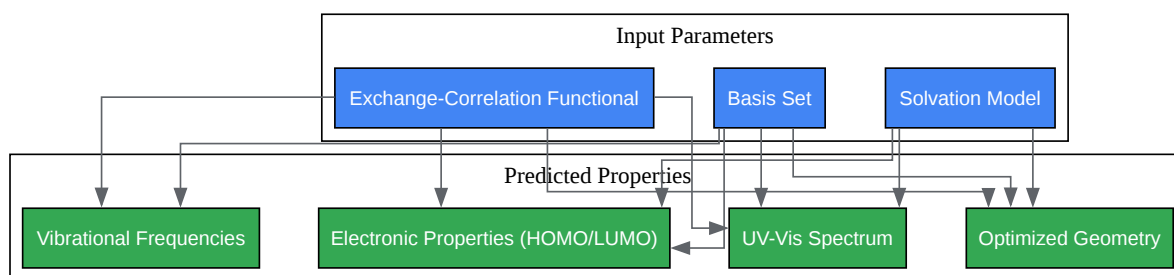 Input Parameters
Exchange-Correlation Functional
Basis Set
Solvation Model
Predicted Properties
Vibrational Frequencies
Electronic Properties (HOMO/LUMO)
UV-Vis Spectrum
Optimized Geometry